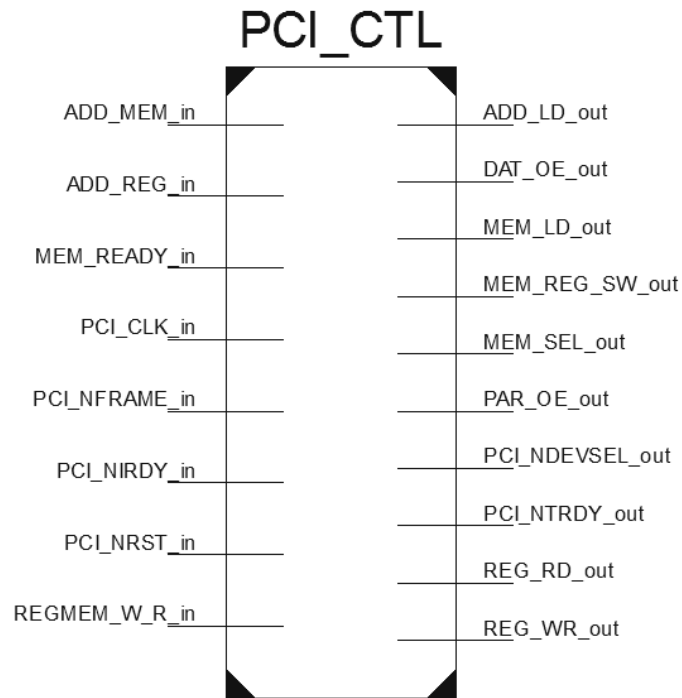 PCI_CTL
ADD_MEM_in
ADD_REG_in
MEM_READY_in
PCI_CLK_in
PCI_NFRAME_in
PCI_NIRDY_in
PCI_NRST_in
REGMEM_W_R_in
ADD_LD_out
DAT_OE_out
MEM_LD_out
MEM_REG_SW_out
MEM_SEL_out
PAR_OE_out
PCI_NDEVSEL_out
PCI_NTRDY_out
REG_RD_out
REG_WR_out